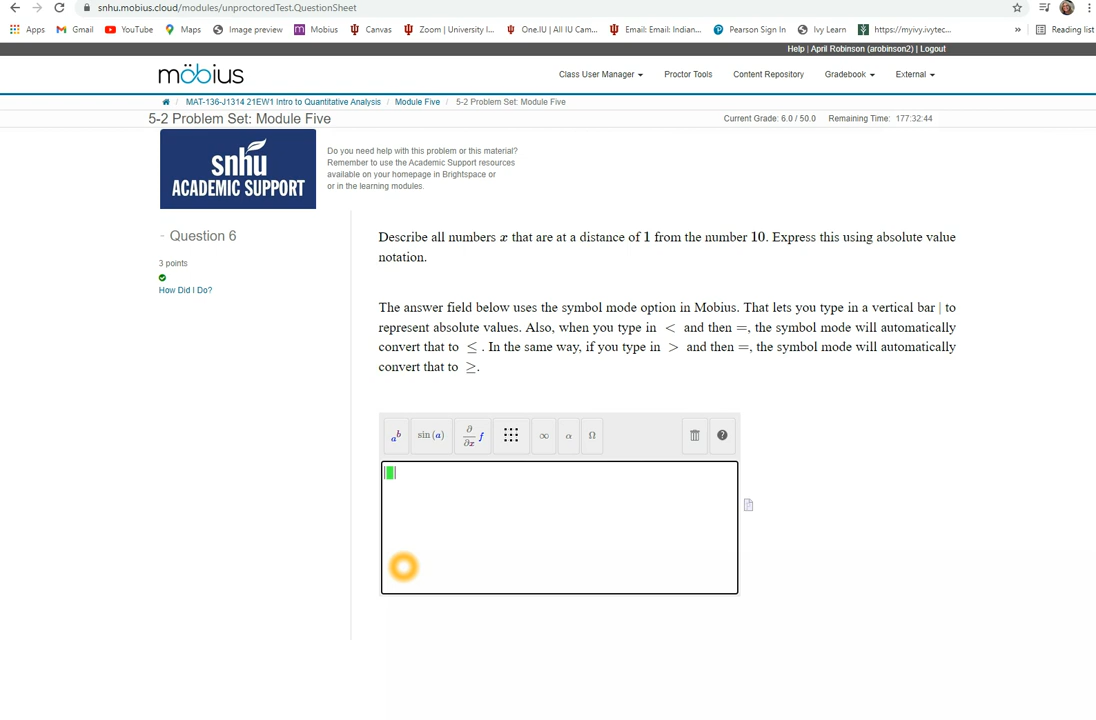 snhu.mobius.cloud/modules/unproctoredTest.QuestionSheet
Apps Gmail YouTube Maps Image preview Mobius Canvas Zoom | University I... One.IU | All IU Cam... Email: Email: Indian... Pearson Sign In Ivy Learn https://myivy.ivytec... » Reading list
Help | April Robinson (arobinson2) | Logout
möbius
Class User Manager Proctor Tools Content Repository Gradebook External
/ MAT-136-J1314 21EW1 Intro to Quantitative Analysis / Module Five / 5-2 Problem Set: Module Five
5-2 Problem Set: Module Five
Current Grade: 6.0 / 50.0 Remaining Time: 177:32:44
snhu
ACADEMIC SUPPORT
Do you need help with this problem or this material?
Remember to use the Academic Support resources
available on your homepage in Brightspace or
or in the learning modules.
- Question 6
3 points
How Did I Do?
Describe all numbers x that are at a distance of 1 from the number 10. Express this using absolute value
notation.
The answer field below uses the symbol mode option in Mobius. That lets you type in a vertical bar | to
represent absolute values. Also, when you type in < and then =, the symbol mode will automatically
convert that to ≤ . In the same way, if you type in > and then =, the symbol mode will automatically
convert that to ≥.
a^b sin (a) ∂/∂x f ∞ α Ω ?
| |